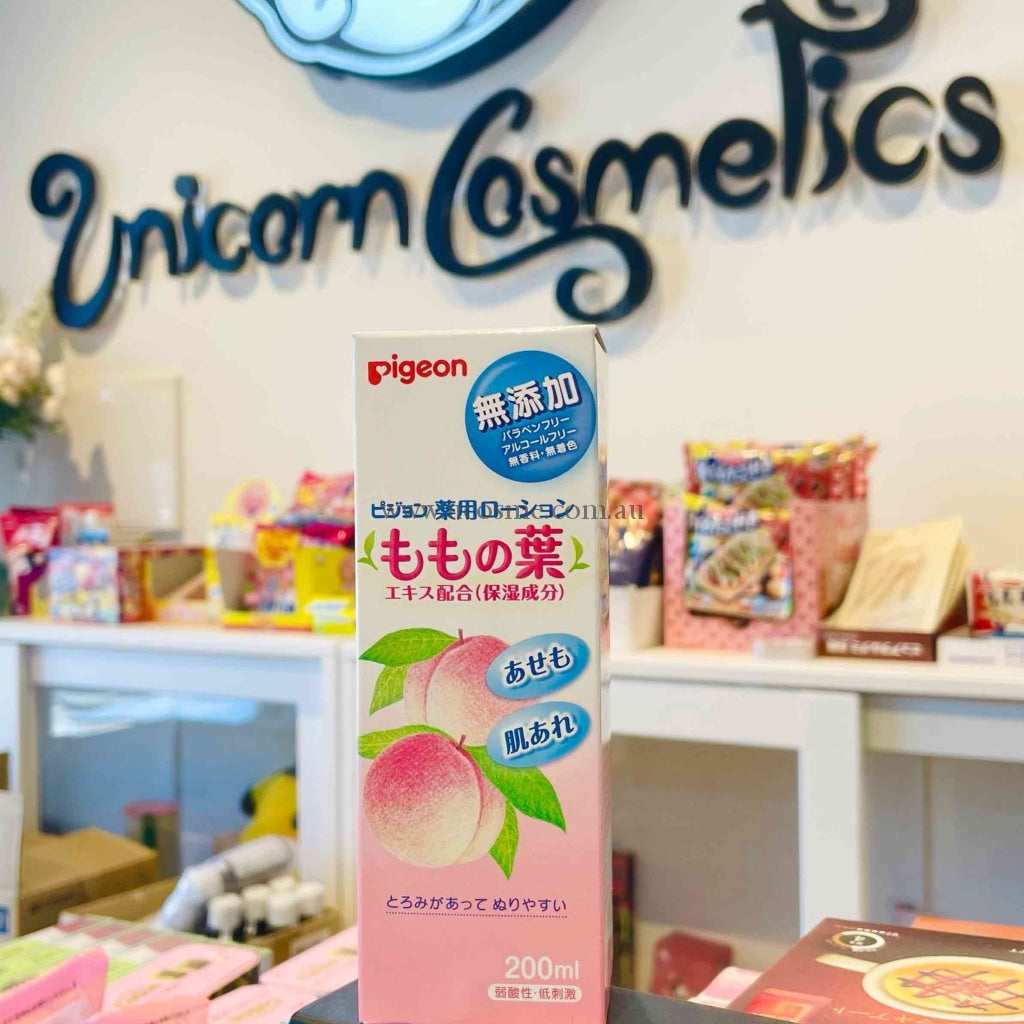 Unicorn Cosmetics
pigeon
無添加
パラベンフリー
アルコールフリー
無香料・無着色
ピジョン薬用ローション
ももの葉
エキス配合(保湿成分)
あせも
肌あれ
とろみがあって ぬりやすい
200ml
弱酸性・低刺激